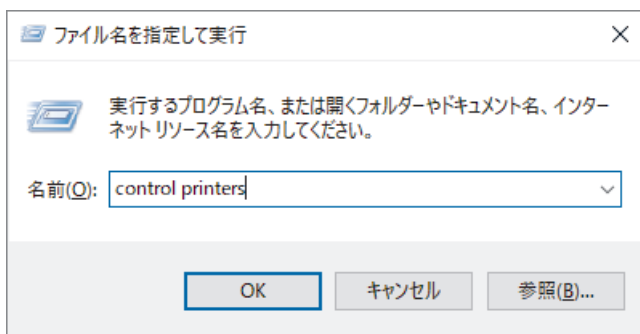 ファイル名を指定して実行
実行するプログラム名、または開くフォルダーやドキュメント名、インター
ネット リソース名を入力してください。
名前(O): control printers
OK キャンセル 参照(B)...